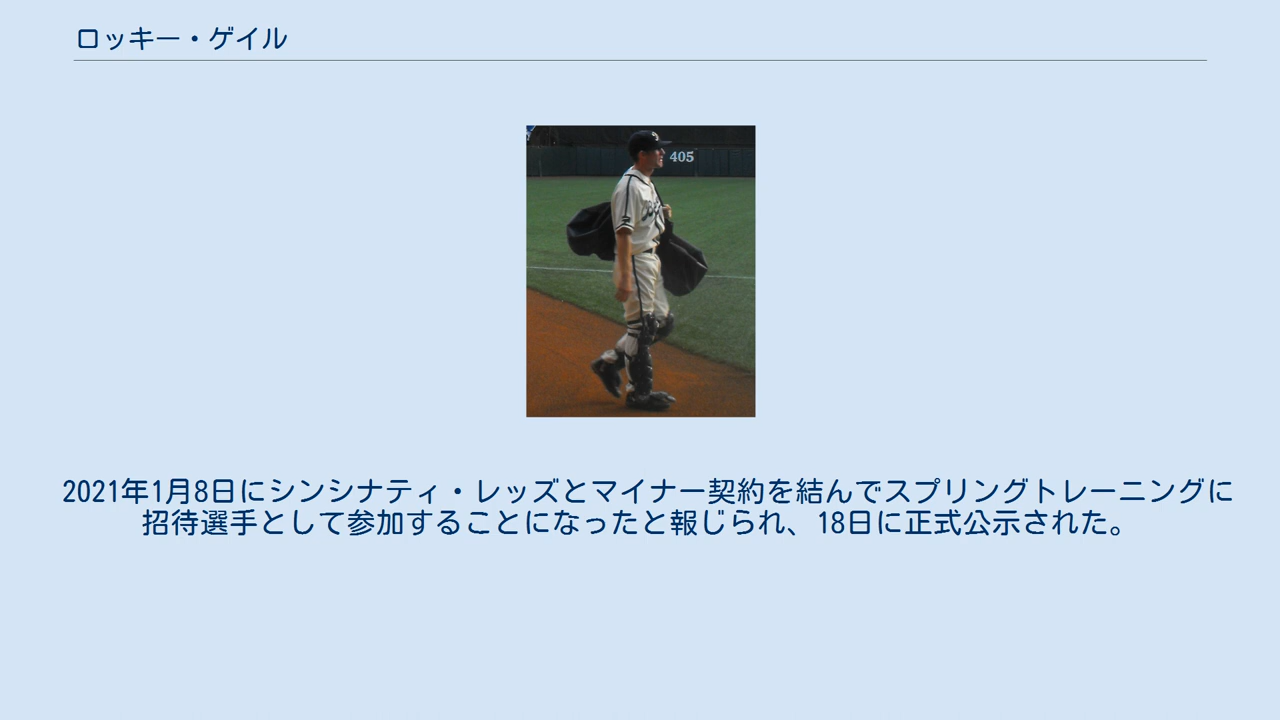 ロッキー・ゲイル
405
2021年1月8日にシンシナティ・レッズとマイナー契約を結んでスプリングトレーニングに
招待選手として参加することになったと報じられ、18日に正式公示された。